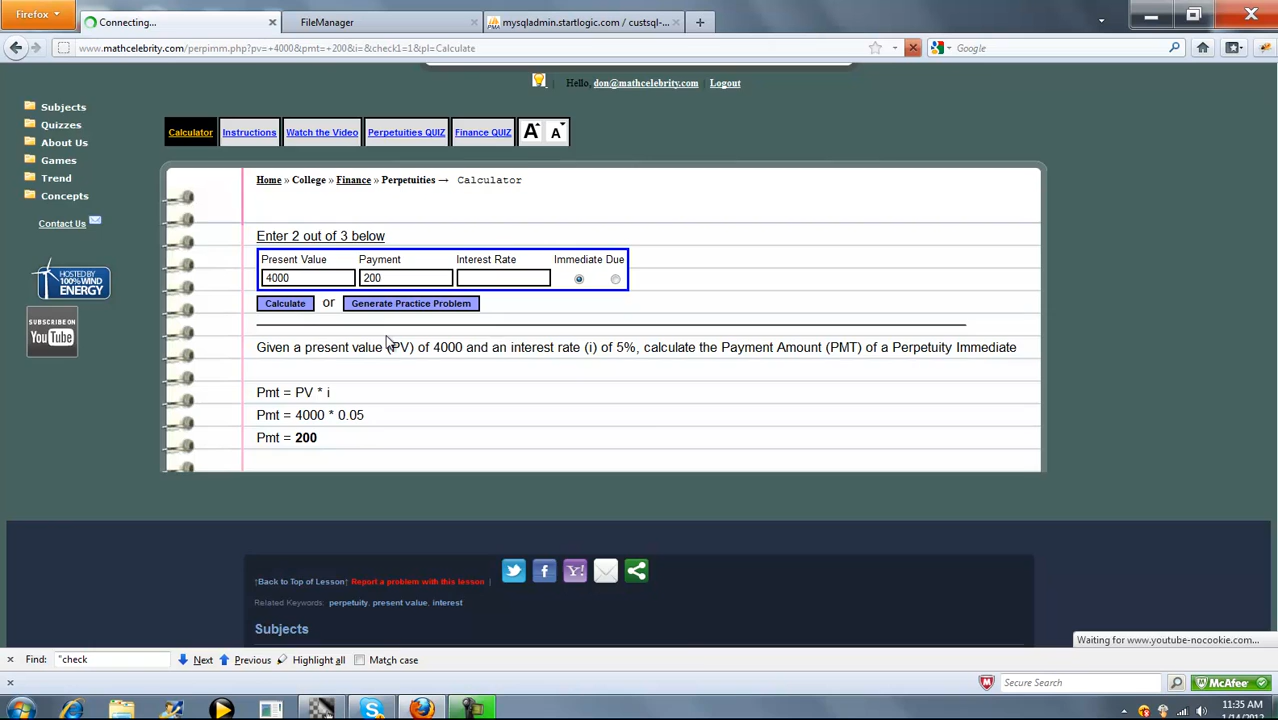 Firefox
Connecting...
FileManager
mysqladmin.startlogic.com / custsql-...
www.mathcelebrity.com/perpimm.php?pv=+4000&pmt=+200&i=&check1=1&pl=Calculate
Google
Hello, don@mathcelebrity.com
Logout
Subjects
Quizzes
About Us
Games
Trend
Concepts
Contact Us
HOSTED BY
100% WIND
ENERGY
SUBSCRIBE ON
YouTube
Calculator
Instructions
Watch the Video
Perpetuities QUIZ
Finance QUIZ
A
A
Home » College » Finance » Perpetuities → Calculator
Enter 2 out of 3 below
Present Value Payment Interest Rate Immediate Due
4000 200
Calculate or Generate Practice Problem
Given a present value (PV) of 4000 and an interest rate (i) of 5%, calculate the Payment Amount (PMT) of a Perpetuity Immediate
Pmt = PV * i
Pmt = 4000 * 0.05
Pmt = 200
↑Back to Top of Lesson↑ Report a problem with this lesson |
Related Keywords: perpetuity, present value, interest
Subjects
Waiting for www.youtube-nocookie.com...
Find: "check Next Previous Highlight all Match case
Secure Search
McAfee
11:35 AM
1/14/2012